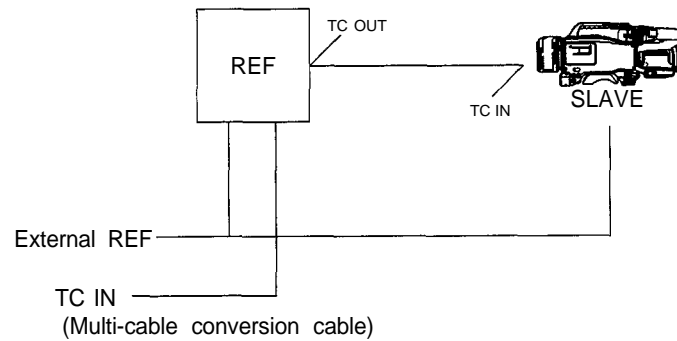 TC OUT
REF
TC IN
SLAVE
External REF
TC IN
(Multi-cable conversion cable)